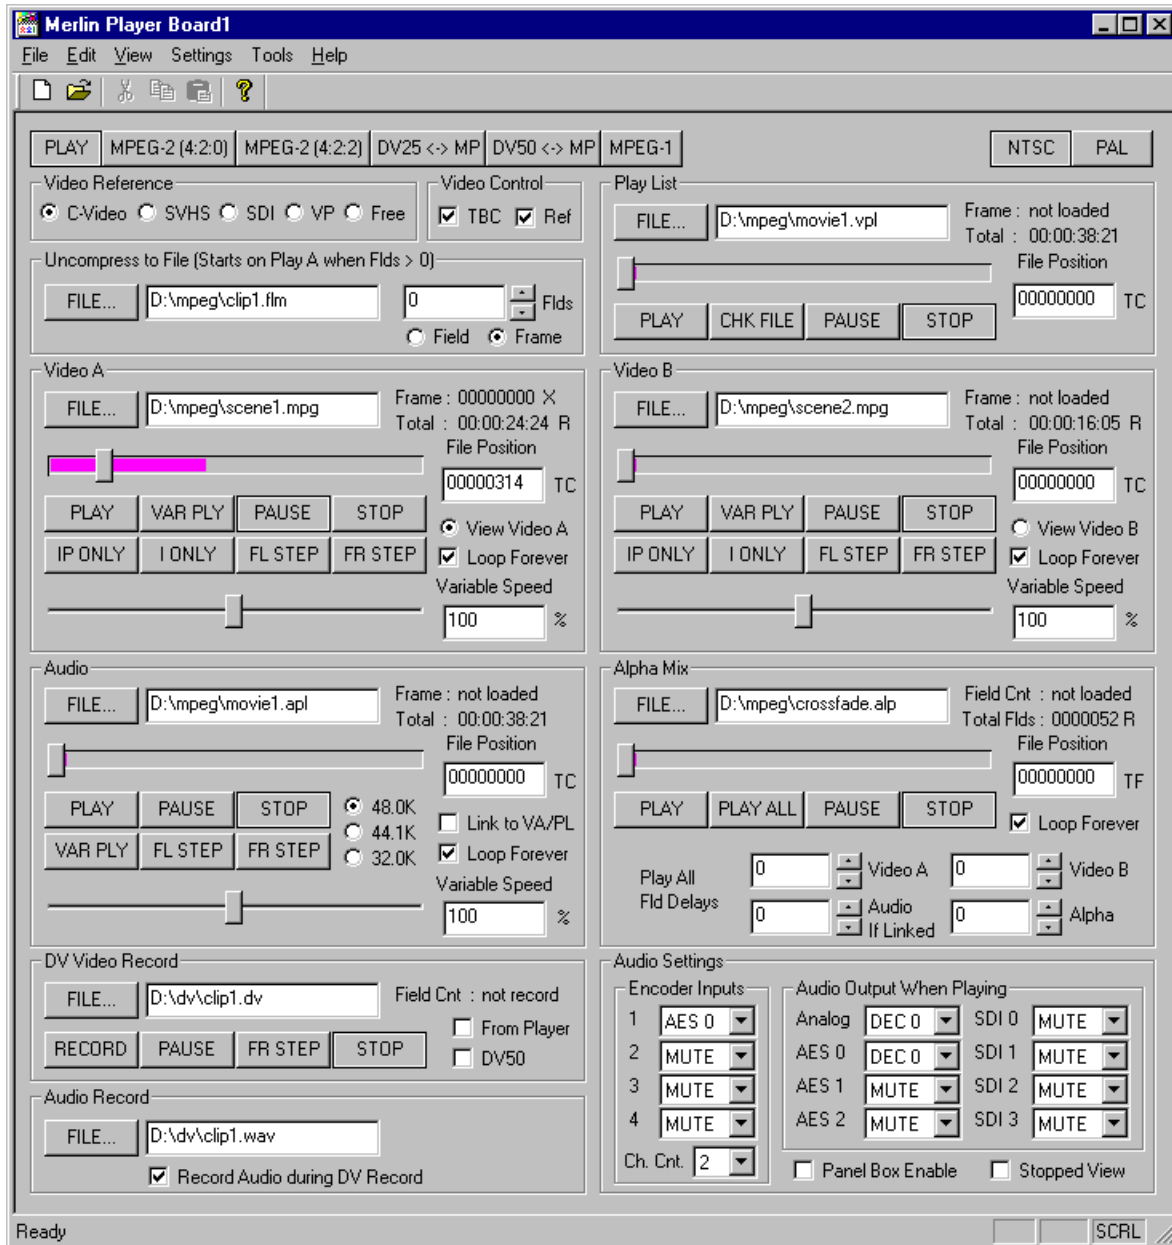 Merlin Player Board1
File Edit View Settings Tools Help
PLAY MPEG-2 (4:2:0) MPEG-2 (4:2:2) DV25 <-> MP DV50 <-> MP MPEG-1 NTSC PAL
Video Reference
C-Video SVHS SDI VP Free
Video Control
TBC Ref
Play List
FILE... D:\mpeg\movie1.vpl
Frame : not loaded
Total : 00:00:38:21
File Position
00000000 TC
PLAY CHK FILE PAUSE STOP
Uncompress to File (Starts on Play A when Flds > 0)
FILE... D:\mpeg\clip1.flm 0 Flds
Field Frame
Video A
FILE... D:\mpeg\scene1.mpg
Frame : 00000000 X
Total : 00:00:24:24 R
File Position
00000314 TC
PLAY VAR PLY PAUSE STOP
View Video A
IP ONLY I ONLY FL STEP FR STEP
Loop Forever
Variable Speed
100 %
Video B
FILE... D:\mpeg\scene2.mpg
Frame : not loaded
Total : 00:00:16:05 R
File Position
00000000 TC
PLAY VAR PLY PAUSE STOP
View Video B
IP ONLY I ONLY FL STEP FR STEP
Loop Forever
Variable Speed
100 %
Audio
FILE... D:\mpeg\movie1.apl
Frame : not loaded
Total : 00:00:38:21
File Position
00000000 TC
PLAY PAUSE STOP
48.0K
44.1K
32.0K
Link to VA/PL
VAR PLY FL STEP FR STEP
Loop Forever
Variable Speed
100 %
Alpha Mix
FILE... D:\mpeg\crossfade.alp
Field Cnt : not loaded
Total Flds : 0000052 R
File Position
00000000 TF
PLAY PLAY ALL PAUSE STOP
Loop Forever
Play All
Fld Delays
0 Video A 0 Video B
0 Audio
If Linked
0 Alpha
DV Video Record
FILE... D:\dv\clip1.dv
Field Cnt : not record
From Player
RECORD PAUSE FR STEP STOP
DV50
Audio Record
FILE... D:\dv\clip1.wav
Record Audio during DV Record
Audio Settings
Encoder Inputs
1 AES 0
2 MUTE
3 MUTE
4 MUTE
Ch. Cnt. 2
Audio Output When Playing
Analog DEC 0 SDI 0 MUTE
AES 0 DEC 0 SDI 1 MUTE
AES 1 MUTE SDI 2 MUTE
AES 2 MUTE SDI 3 MUTE
Panel Box Enable Stopped View
Ready SCRL